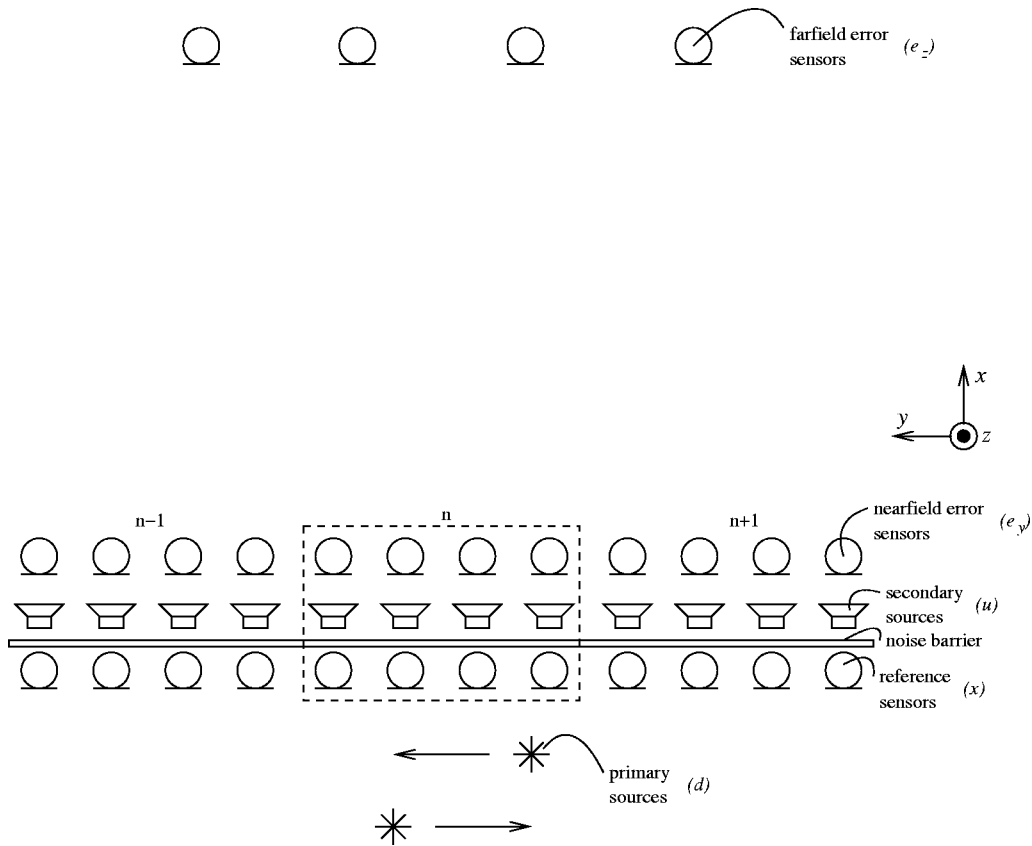 farfield error (e_z)
sensors
x
y
z
n−1 n n+1
nearfield error (e_y)
sensors
secondary (u)
sources
noise barrier
reference (x)
sensors
primary (d)
sources